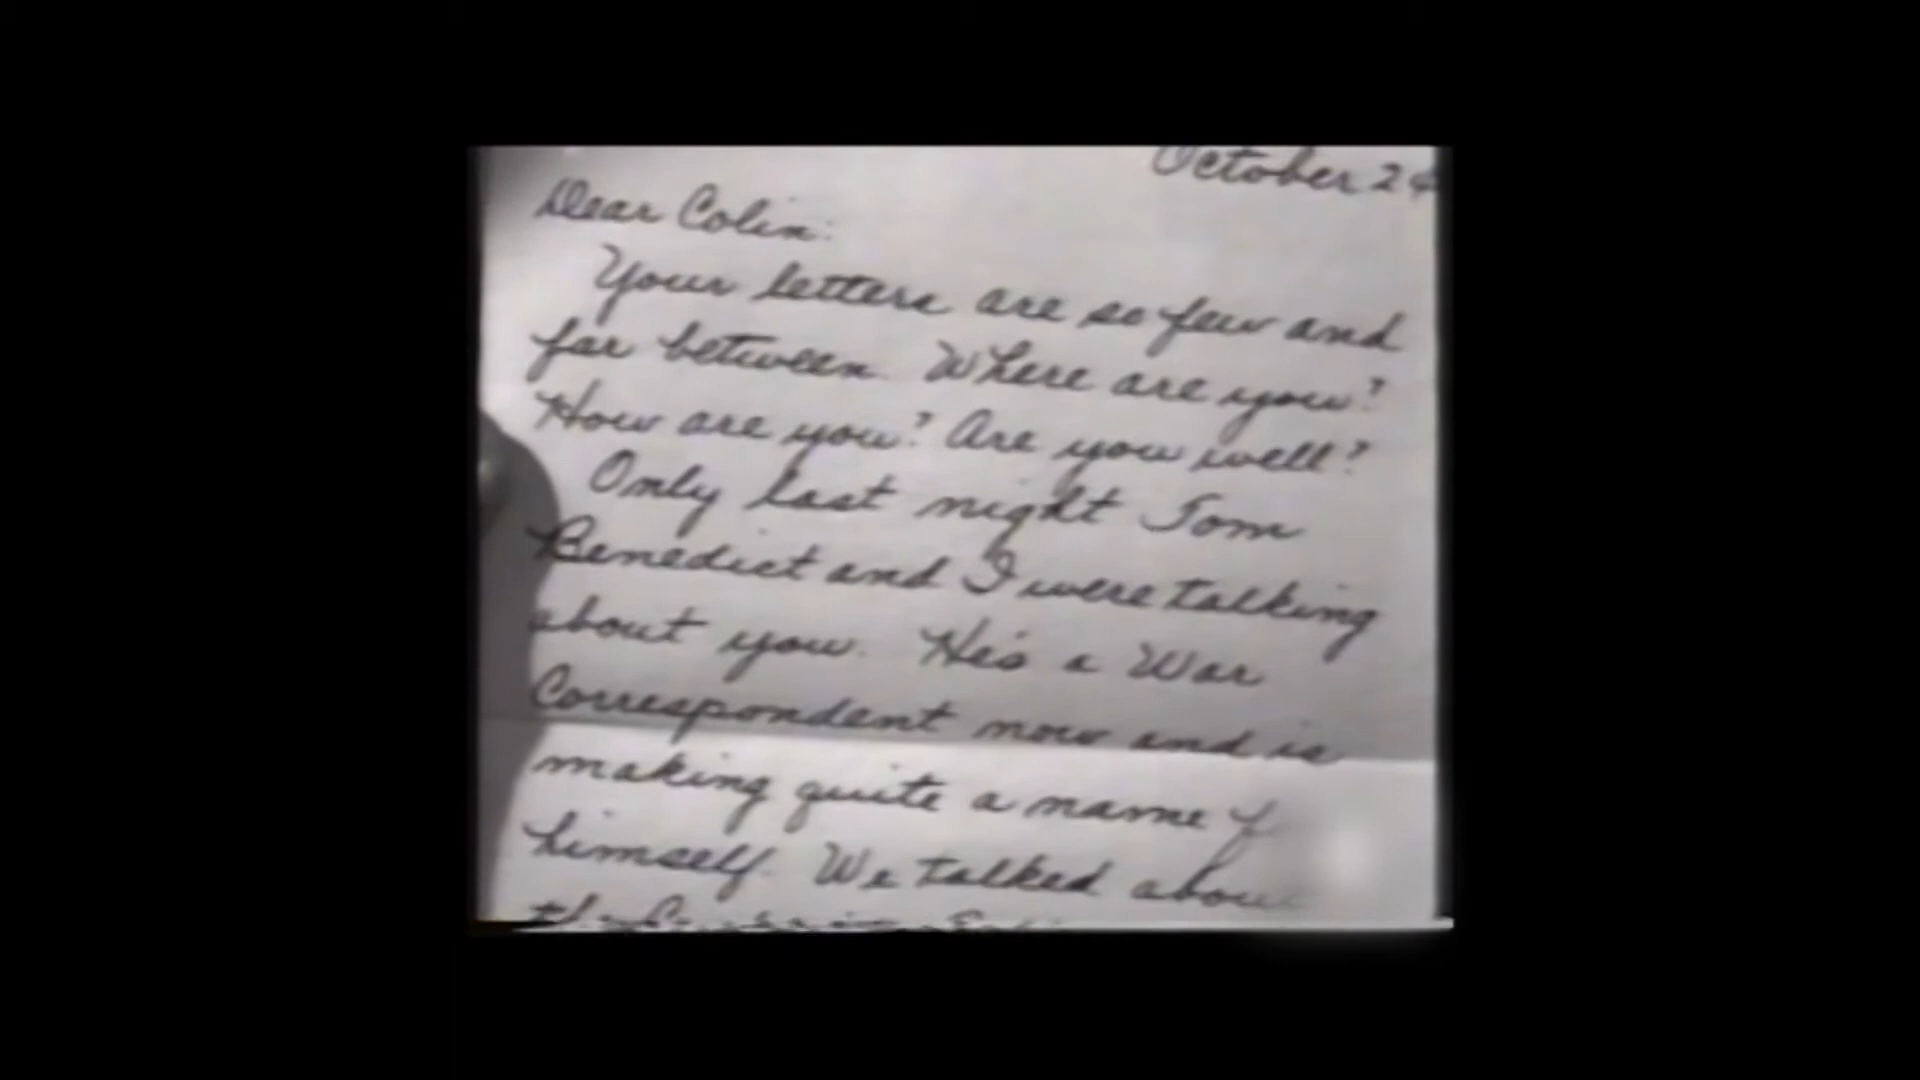 October 24
Dear Colin:
Your letters are so few and
far between. Where are you?
How are you? Are you well?
Only last night Tom
Benedict and I were talking
about you. He's a War
Correspondent now and is
making quite a name f
himself. We talked abou